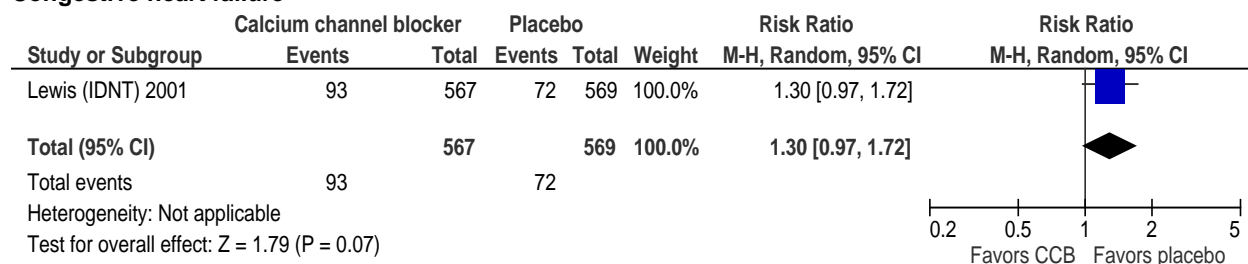 Congestive heart failure
Calcium channel blocker Placebo Risk Ratio Risk Ratio
Study or Subgroup Events Total Events Total Weight M-H, Random, 95% CI M-H, Random, 95% CI
Lewis (IDNT) 2001 93 567 72 569 100.0% 1.30 [0.97, 1.72]
Total (95% CI) 567 569 100.0% 1.30 [0.97, 1.72]
Total events 93 72
Heterogeneity: Not applicable
Test for overall effect: Z = 1.79 (P = 0.07)
0.2 0.5 1 2 5
Favors CCB Favors placebo